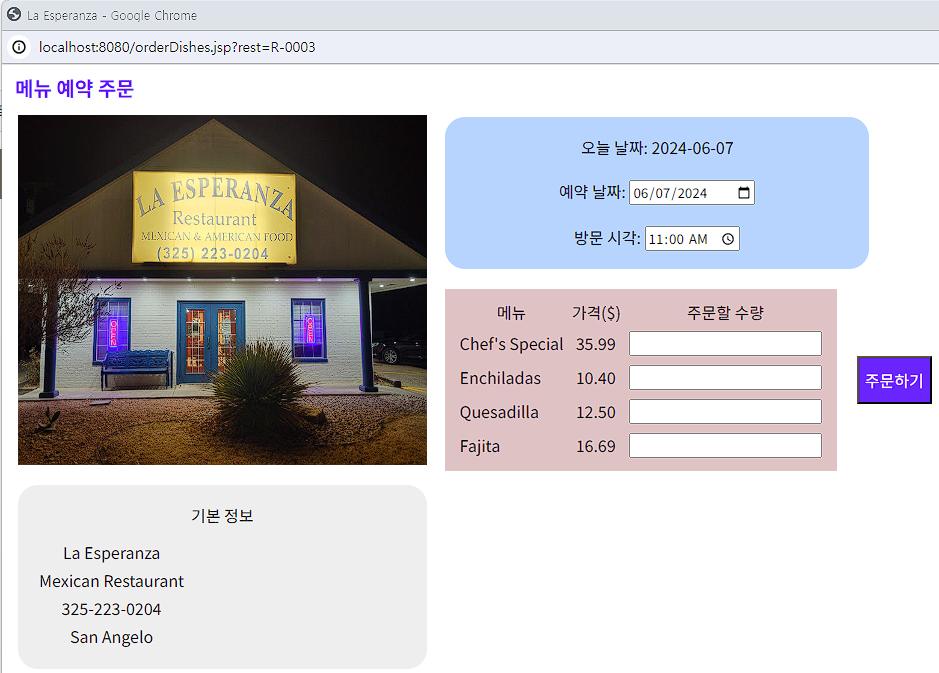 La Esperanza - Google Chrome
localhost:8080/orderDishes.jsp?rest=R-0003
메뉴 예약 주문
LA ESPERANZA
Restaurant
MEXICAN & AMERICAN FOOD
(325) 223-0204
OPEN
OPEN
오늘 날짜: 2024-06-07
예약 날짜: 06/07/2024
방문 시각: 11:00 AM
메뉴 가격($) 주문할 수량
Chef's Special 35.99
Enchiladas 10.40
Quesadilla 12.50
Fajita 16.69
주문하기
기본 정보
La Esperanza
Mexican Restaurant
325-223-0204
San Angelo